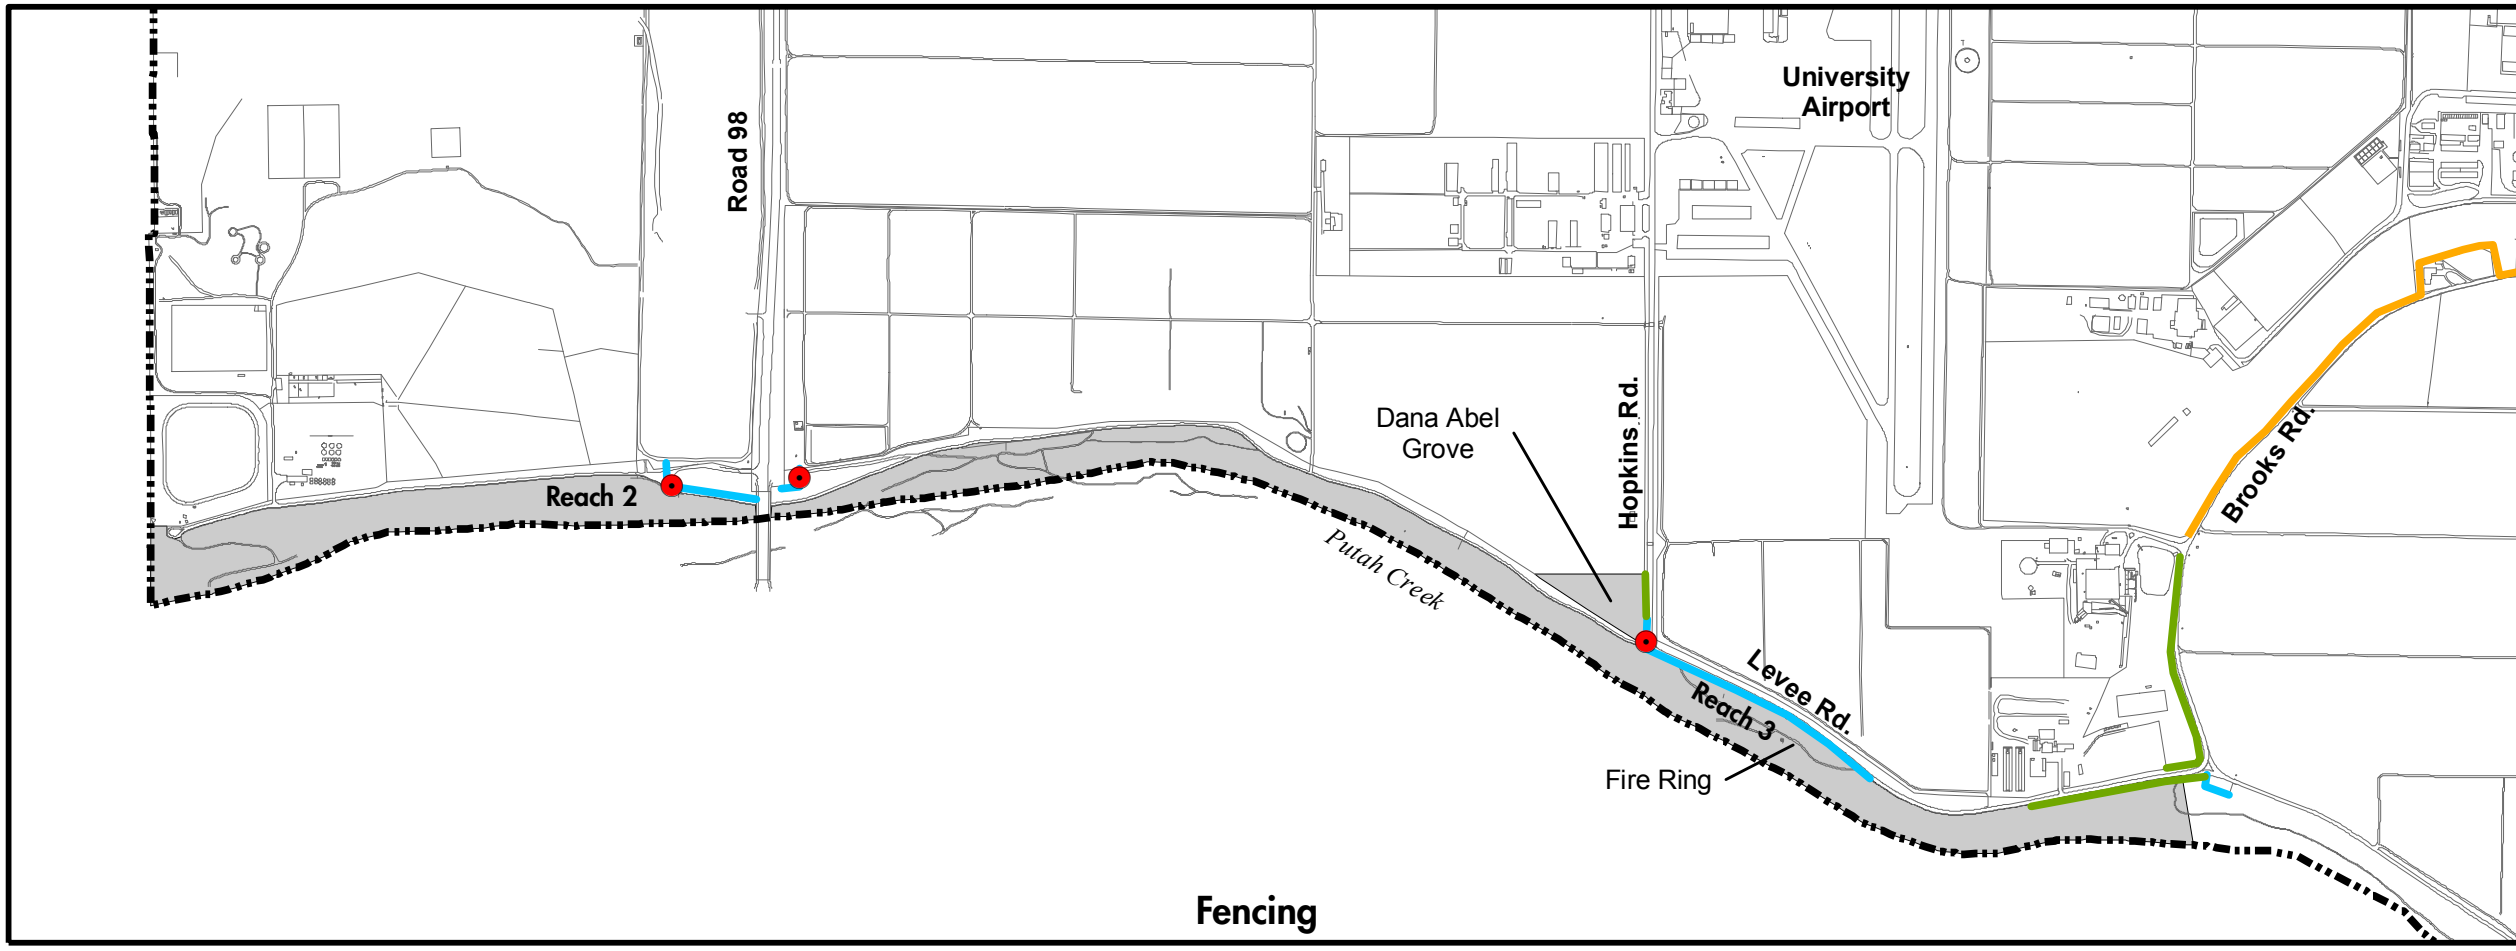 University
Airport
Road 98
Dana Abel
Grove
Hopkins Rd.
Brooks Rd.
Reach 2
Putah Creek
Levee Rd.
Reach 3
Fire Ring
Fencing
T